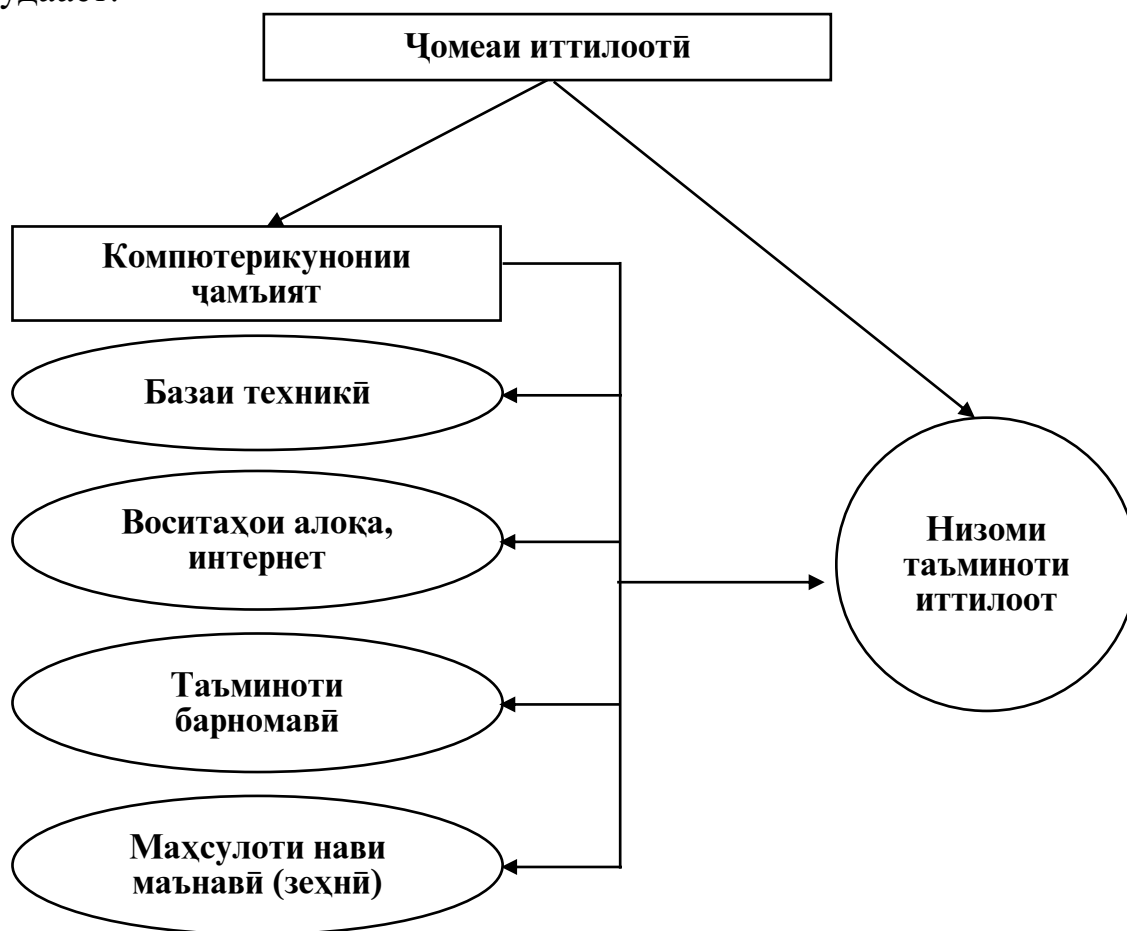 Ҷомеаи иттилоотӣ
Компютерикунонии
ҷамъият
Базаи техникӣ
Воситаҳои алоқа,
интернет
Низоми
таъминоти
иттилоот
Таъминоти
барномавӣ
Маҳсулоти нави
маънавӣ (зеҳнӣ)